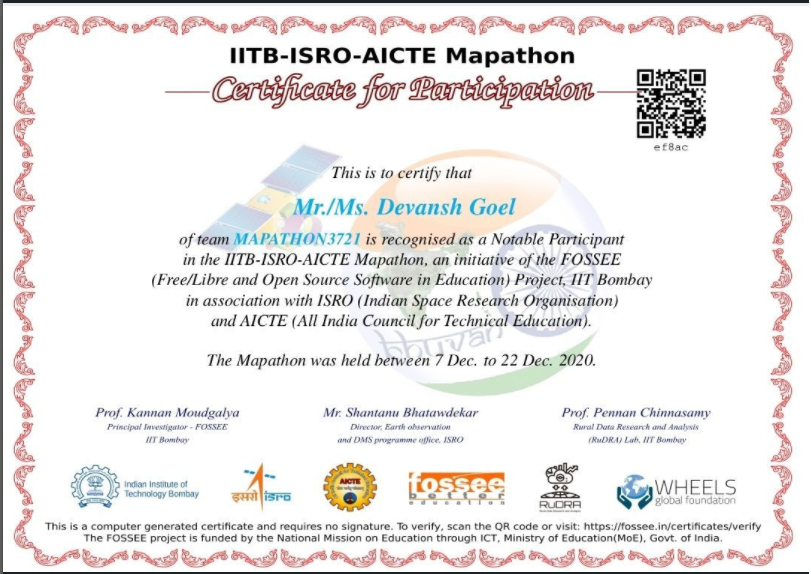 IITB-ISRO-AICTE Mapathon
Certificate for Participation
ef8ac
This is to certify that
Mr./Ms. Devansh Goel
of team MAPATHON3721 is recognised as a Notable Participant
in the IITB-ISRO-AICTE Mapathon, an initiative of the FOSSEE
(Free/Libre and Open Source Software in Education) Project, IIT Bombay
in association with ISRO (Indian Space Research Organisation)
and AICTE (All India Council for Technical Education).
bhuvan
The Mapathon was held between 7 Dec. to 22 Dec. 2020.
Prof. Kannan Moudgalya
Principal Investigator - FOSSEE
IIT Bombay
Mr. Shantanu Bhatawdekar
Director, Earth observation
and DMS programme office, ISRO
Prof. Pennan Chinnasamy
Rural Data Research and Analysis
(RuDRA) Lab, IIT Bombay
Indian Institute of
Technology Bombay
इसरो isro
AICTE
fossee
better
education
RUDRA
WHEELS
global foundation
This is a computer generated certificate and requires no signature. To verify, scan the QR code or visit: https://fossee.in/certificates/verify
The FOSSEE project is funded by the National Mission on Education through ICT, Ministry of Education(MoE), Govt. of India.